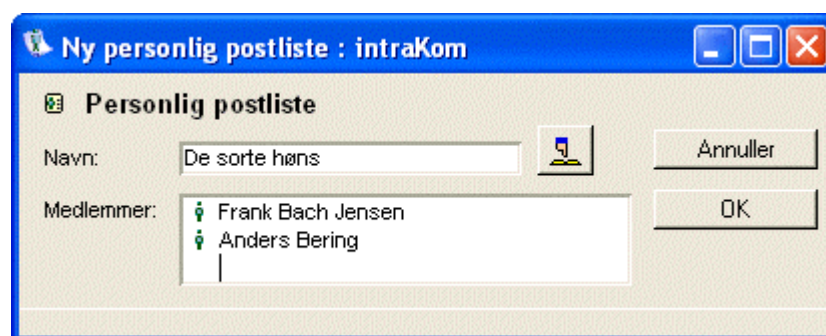 Ny personlig postliste : intraKom
Personlig postliste
Navn: De sorte høns Annuller
Medlemmer: Frank Bach Jensen OK
Anders Bering